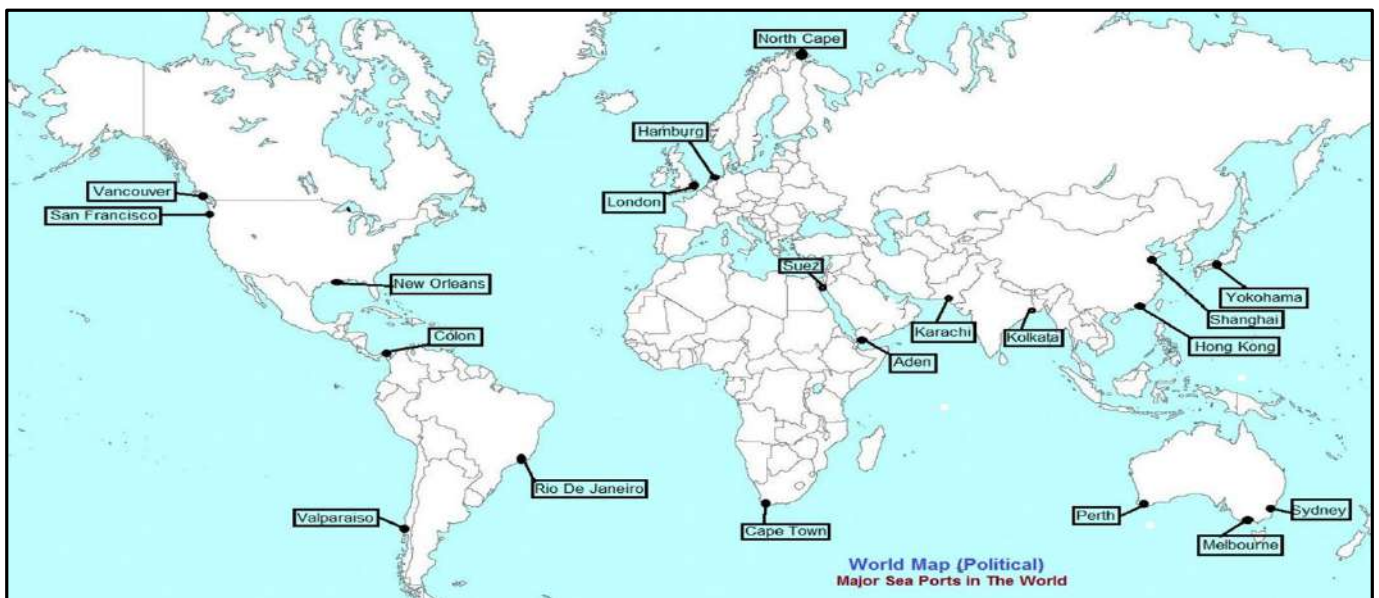 North Cape
Hamburg
Vancouver
London
San Francisco
Suez
New Orleans
Yokohama
Shanghai
Karachi
Kolkata
Cólon
Hong Kong
Aden
Rio De Janeiro
Valparaiso
Perth
Sydney
Cape Town
Melbourne
World Map (Political)
Major Sea Ports in The World